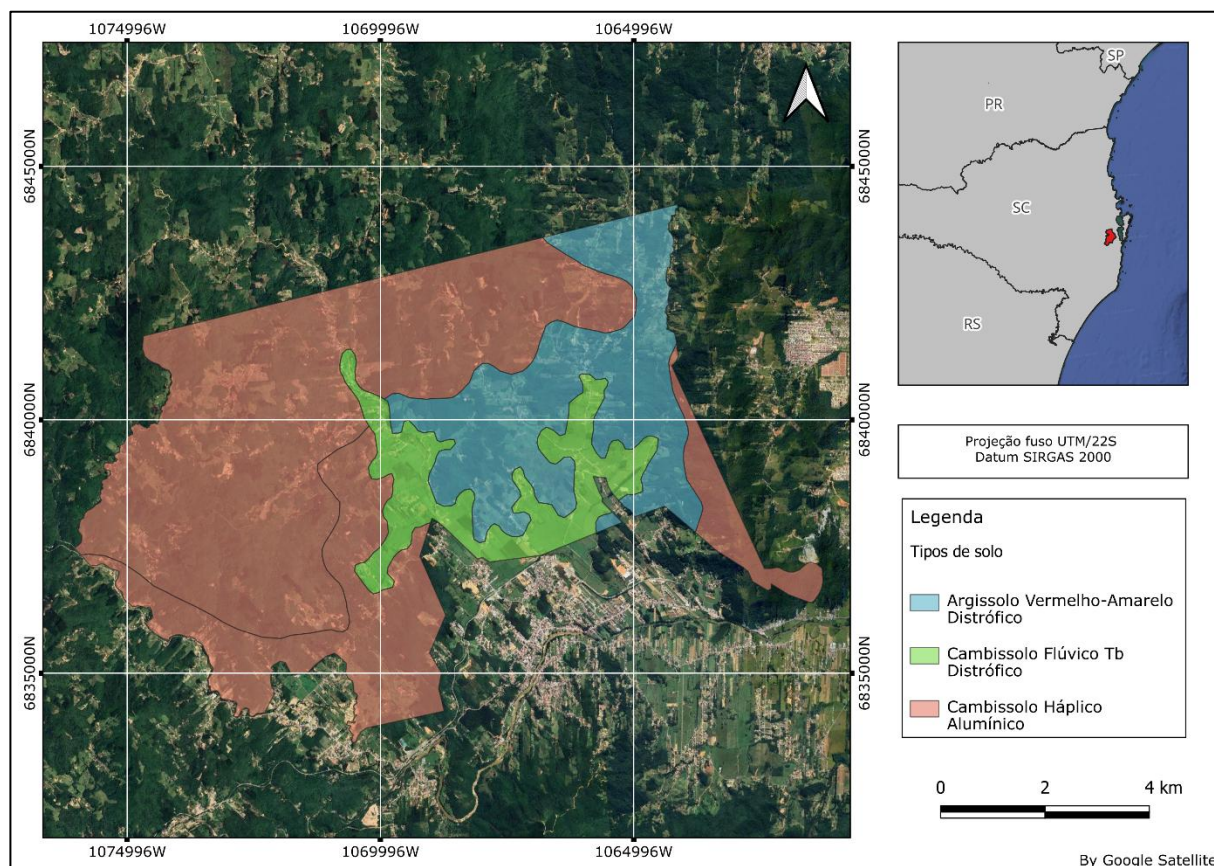 1074996W
1069996W
1064996W
6845000N
6845000N
6840000N
6840000N
6835000N
6835000N
1074996W
1069996W
1064996W
SP
PR
SC
RS
Projeção fuso UTM/22S
Datum SIRGAS 2000
Legenda
Tipos de solo
Argissolo Vermelho-Amarelo
Distrófico
Cambissolo Flúvico Tb
Distrófico
Cambissolo Háplico
Alumínico
0 2 4 km
By Google Satellite